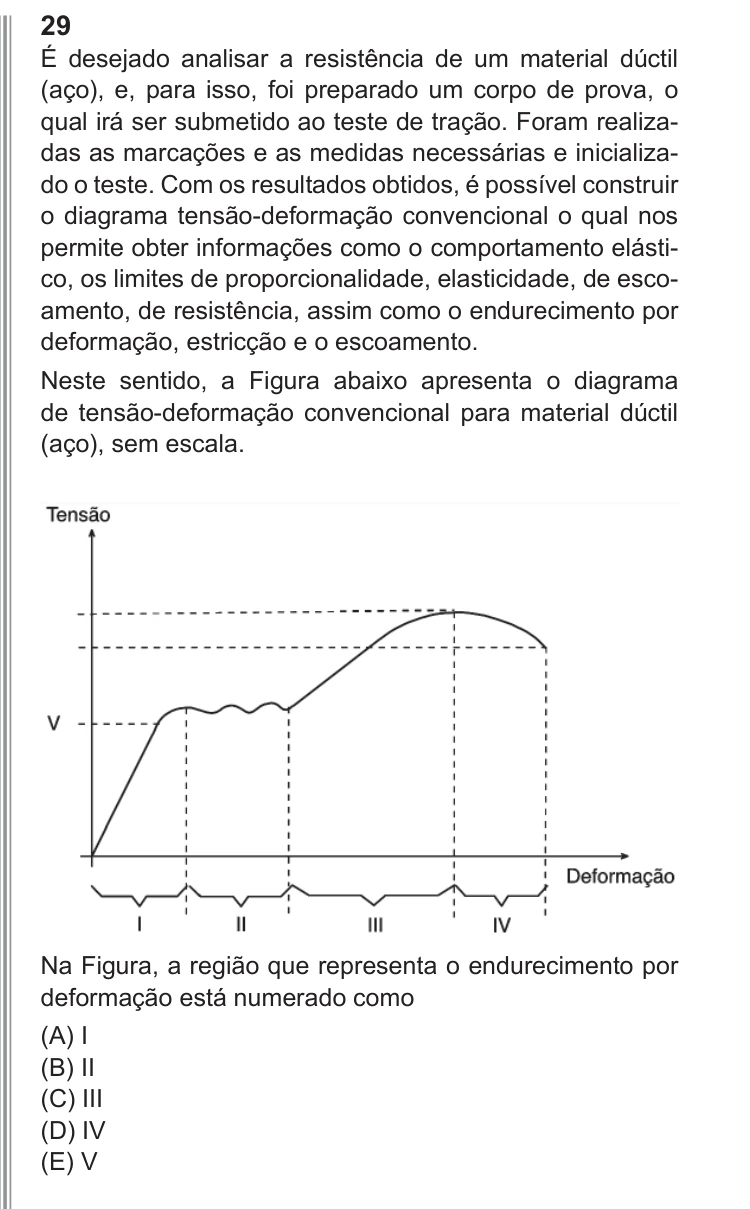 29
É desejado analisar a resistência de um material dúctil
(aço), e, para isso, foi preparado um corpo de prova, o
qual irá ser submetido ao teste de tração. Foram realiza-
das as marcações e as medidas necessárias e inicializa-
do o teste. Com os resultados obtidos, é possível construir
o diagrama tensão-deformação convencional o qual nos
permite obter informações como o comportamento elásti-
co, os limites de proporcionalidade, elasticidade, de esco-
amento, de resistência, assim como o endurecimento por
deformação, estricção e o escoamento.
Neste sentido, a Figura abaixo apresenta o diagrama
de tensão-deformação convencional para material dúctil
(aço), sem escala.
Tensão
V
Deformação
I II III IV
Na Figura, a região que representa o endurecimento por
deformação está numerado como
(A) I
(B) II
(C) III
(D) IV
(E) V